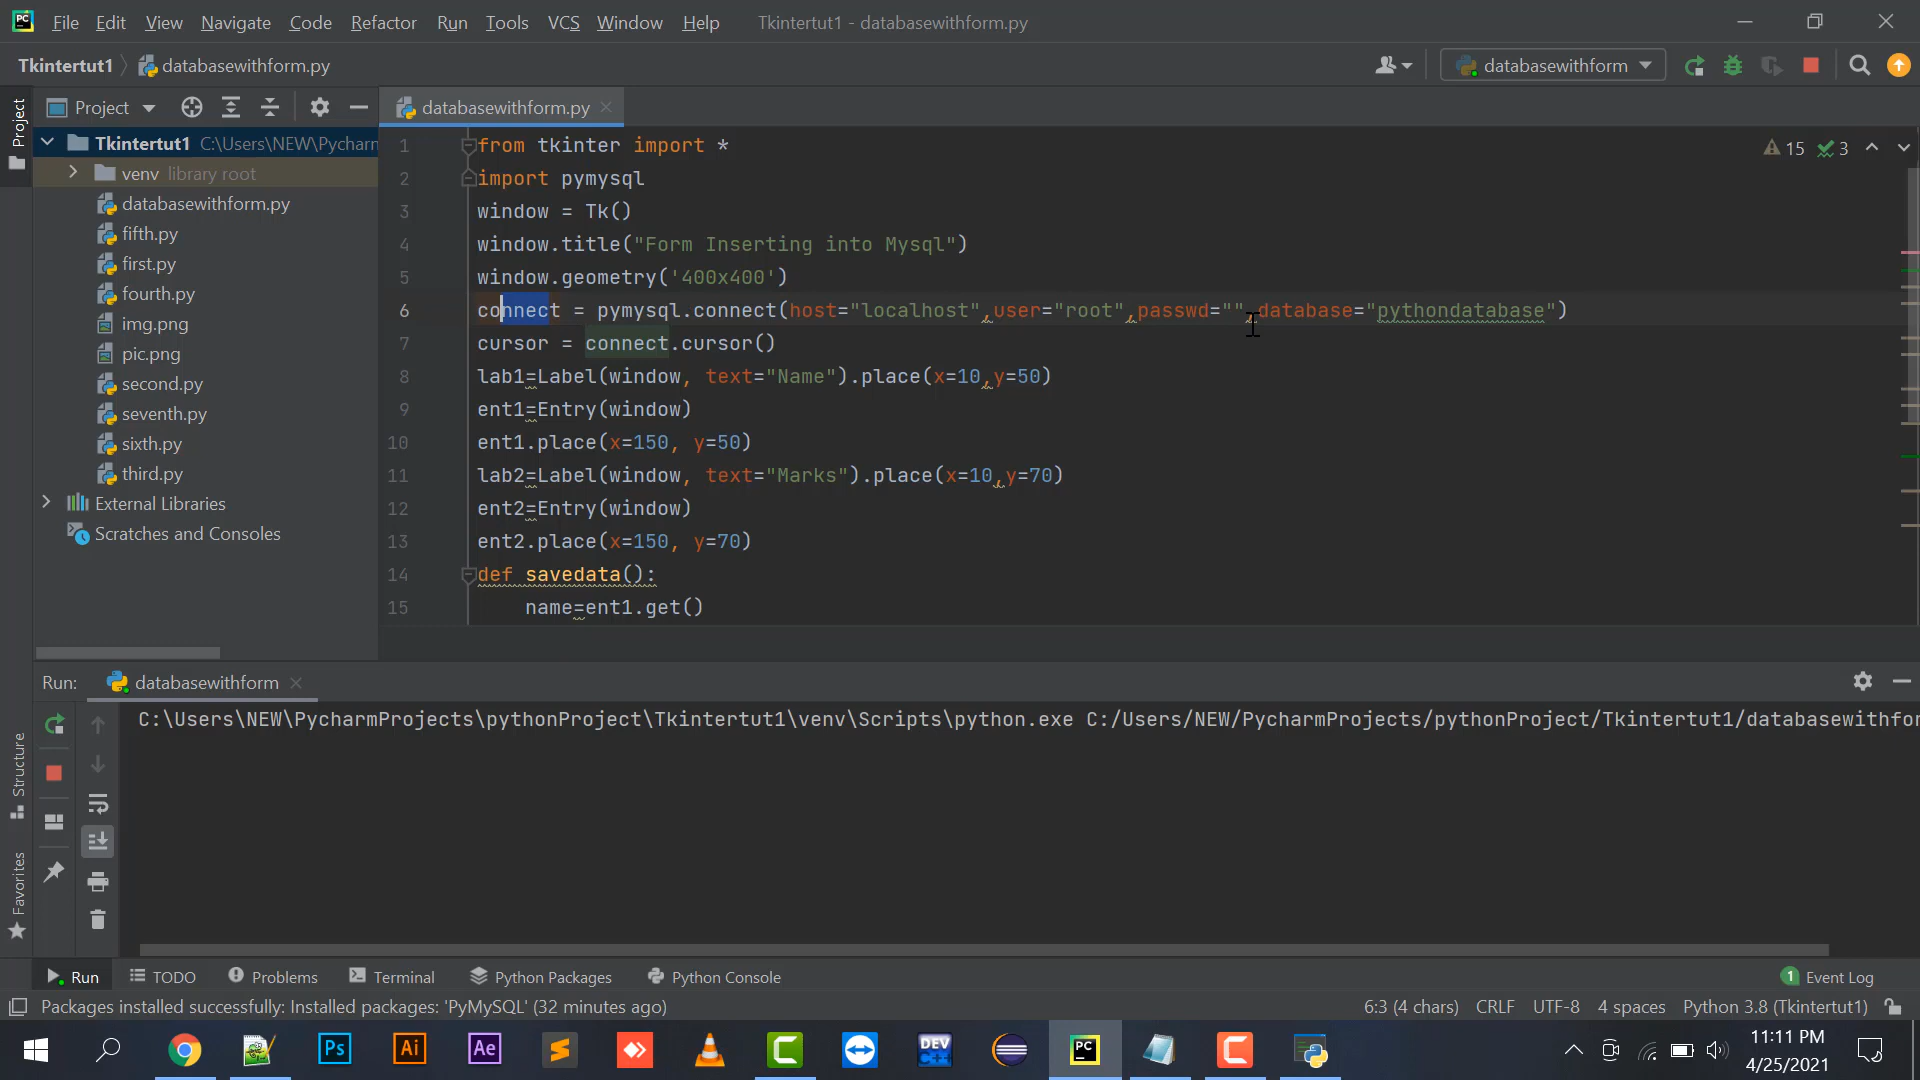 PC File Edit View Navigate Code Refactor Run Tools VCS Window Help Tkintertut1 - databasewithform.py
Tkintertut1 databasewithform.py databasewithform
Project databasewithform.py
Project
Tkintertut1 C:\Users\NEW\Pycharm
venv library root
databasewithform.py
fifth.py
first.py
fourth.py
img.png
pic.png
second.py
seventh.py
sixth.py
third.py
External Libraries
Scratches and Consoles
15 3
1 from tkinter import *
2 import pymysql
3 window = Tk()
4 window.title("Form Inserting into Mysql")
5 window.geometry('400x400')
6 connect = pymysql.connect(host="localhost",user="root",passwd="",database="pythondatabase")
7 cursor = connect.cursor()
8 lab1=Label(window, text="Name").place(x=10,y=50)
9 ent1=Entry(window)
10 ent1.place(x=150, y=50)
11 lab2=Label(window, text="Marks").place(x=10,y=70)
12 ent2=Entry(window)
13 ent2.place(x=150, y=70)
14 def savedata():
15 name=ent1.get()
Run: databasewithform
C:\Users\NEW\PycharmProjects\pythonProject\Tkintertut1\venv\Scripts\python.exe C:/Users/NEW/PycharmProjects/pythonProject/Tkintertut1/databasewithfor
Structure
Favorites
Run TODO Problems Terminal Python Packages Python Console 1 Event Log
Packages installed successfully: Installed packages: 'PyMySQL' (32 minutes ago) 6:3 (4 chars) CRLF UTF-8 4 spaces Python 3.8 (Tkintertut1)
Ps Ai Ae DEV C++ PC 11:11 PM
4/25/2021